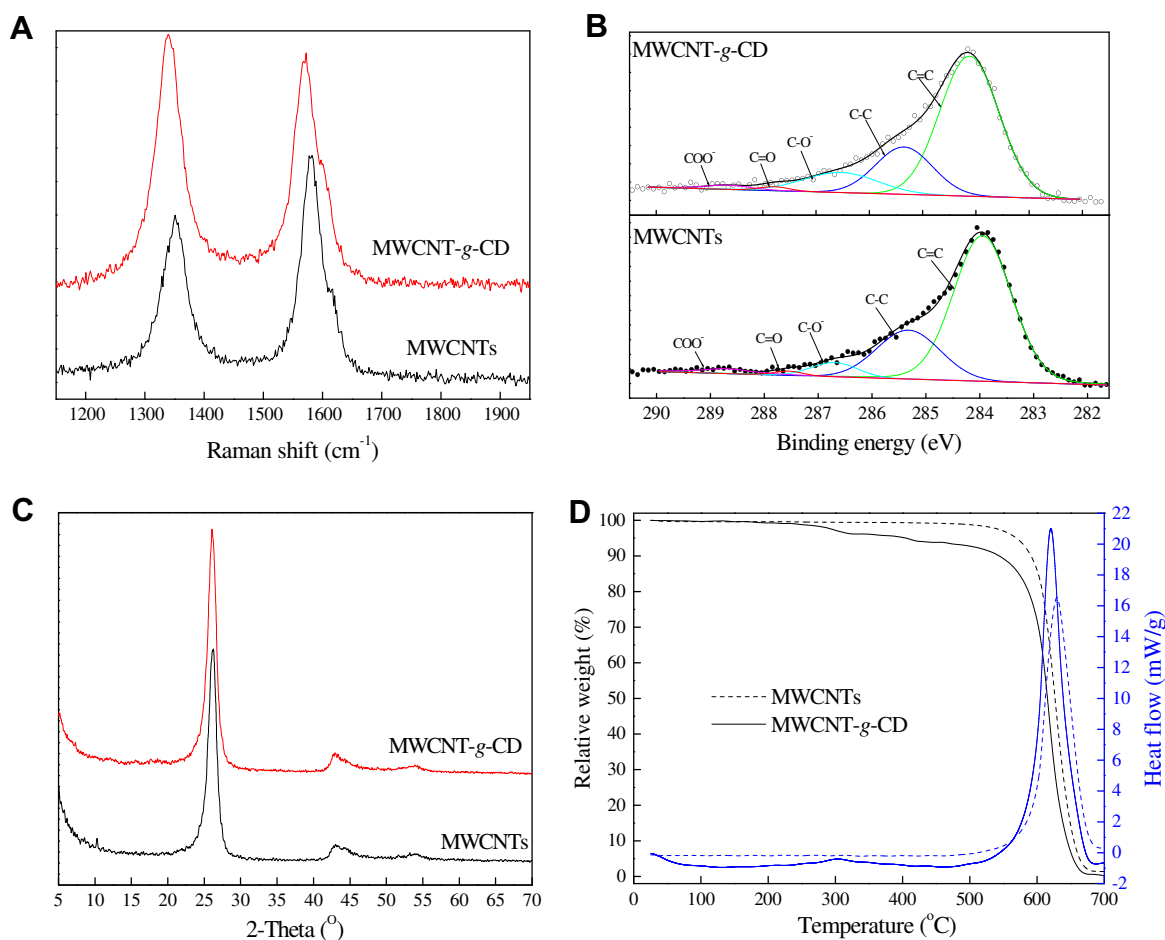 A
MWCNT-g-CD
MWCNTs
1200 1300 1400 1500 1600 1700 1800 1900
Raman shift (cm-1)
B
MWCNT-g-CD
C=C
C-C
C-O-
C=O
COO-
MWCNTs
C=C
C-C
C-O-
C=O
COO-
290 289 288 287 286 285 284 283 282
Binding energy (eV)
C
MWCNT-g-CD
MWCNTs
5 10 15 20 25 30 35 40 45 50 55 60 65 70
2-Theta (O)
D
Relative weight (%)
100
90
80
70
60
50
40
30
20
10
0
MWCNTs
MWCNT-g-CD
22
20
18
16
14
12
10
8
6
4
2
0
-2
Heat flow (mW/g)
0 100 200 300 400 500 600 700
Temperature (oC)